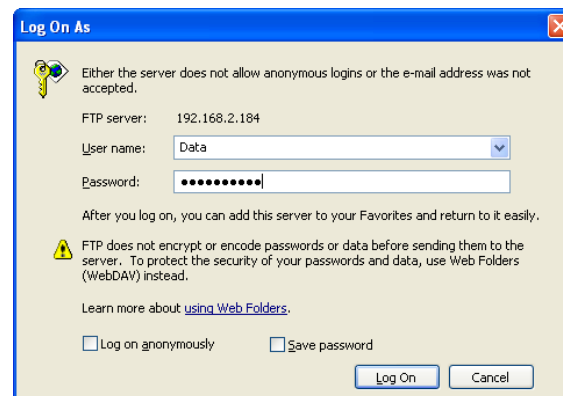 Log On As
Either the server does not allow anonymous logins or the e-mail address was not
accepted.
FTP server: 192.168.2.184
User name: Data
Password: ●●●●●●●●●●
After you log on, you can add this server to your Favorites and return to it easily.
FTP does not encrypt or encode passwords or data before sending them to the
server. To protect the security of your passwords and data, use Web Folders
(WebDAV) instead.
Learn more about using Web Folders.
Log on anonymously Save password
Log On Cancel